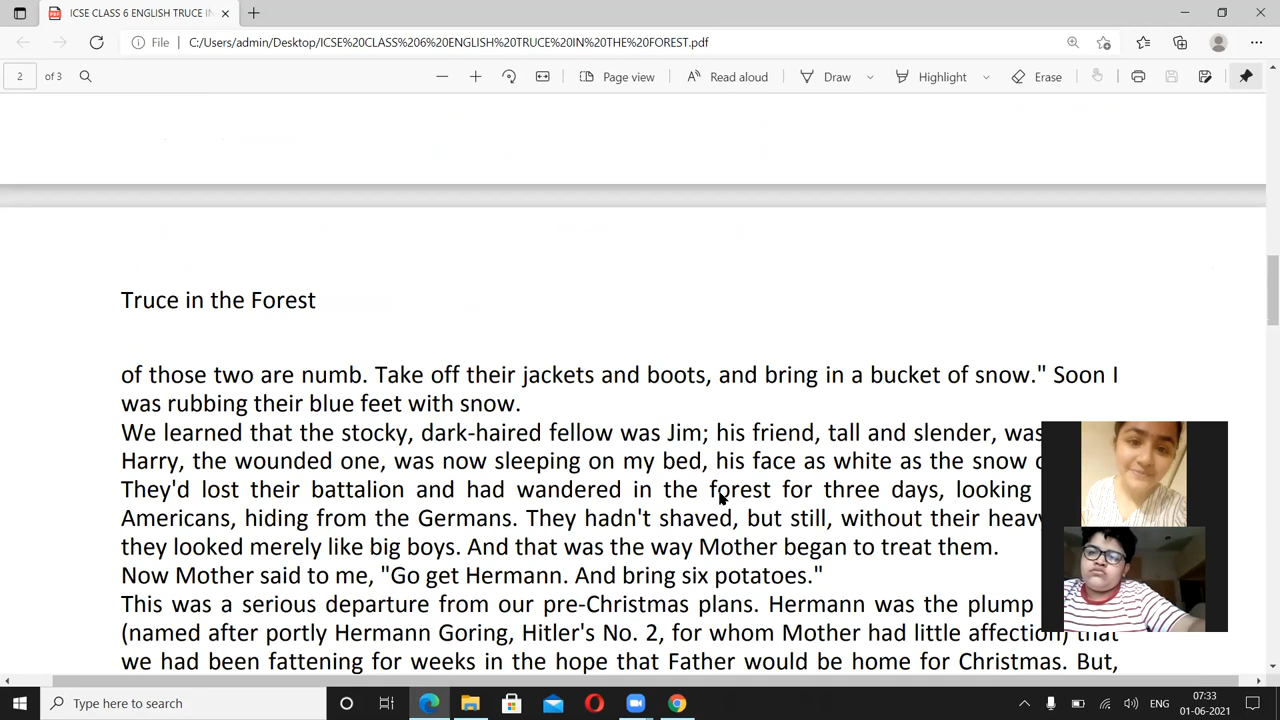 ICSE CLASS 6 ENGLISH TRUCE IN
File C:/Users/admin/Desktop/ICSE%20CLASS%206%20ENGLISH%20TRUCE%20IN%20THE%20FOREST.pdf
2 of 3 Page view Read aloud Draw Highlight Erase
Truce in the Forest
of those two are numb. Take off their jackets and boots, and bring in a bucket of snow." Soon I
was rubbing their blue feet with snow.
We learned that the stocky, dark-haired fellow was Jim; his friend, tall and slender, was
Harry, the wounded one, was now sleeping on my bed, his face as white as the snow
They'd lost their battalion and had wandered in the forest for three days, looking
Americans, hiding from the Germans. They hadn't shaved, but still, without their
they looked merely like big boys. And that was the way Mother began to treat them.
Now Mother said to me, "Go get Hermann. And bring six potatoes."
This was a serious departure from our pre-Christmas plans. Hermann was the plump
(named after portly Hermann Goring, Hitler's No. 2, for whom Mother had little affection, that
we had been fattening for weeks in the hope that Father would be home for Christmas. But,
Type here to search
ENG
07:33
01-06-2021